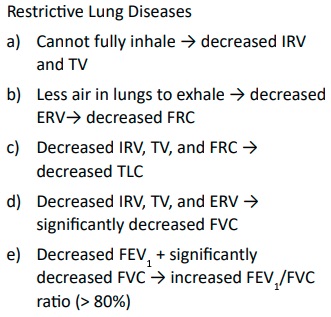 Restrictive Lung Diseases
a) Cannot fully inhale → decreased IRV
and TV
b) Less air in lungs to exhale → decreased
ERV→ decreased FRC
c) Decreased IRV, TV, and FRC →
decreased TLC
d) Decreased IRV, TV, and ERV →
significantly decreased FVC
e) Decreased FEV₁ + significantly
decreased FVC → increased FEV₁/FVC
ratio (> 80%)